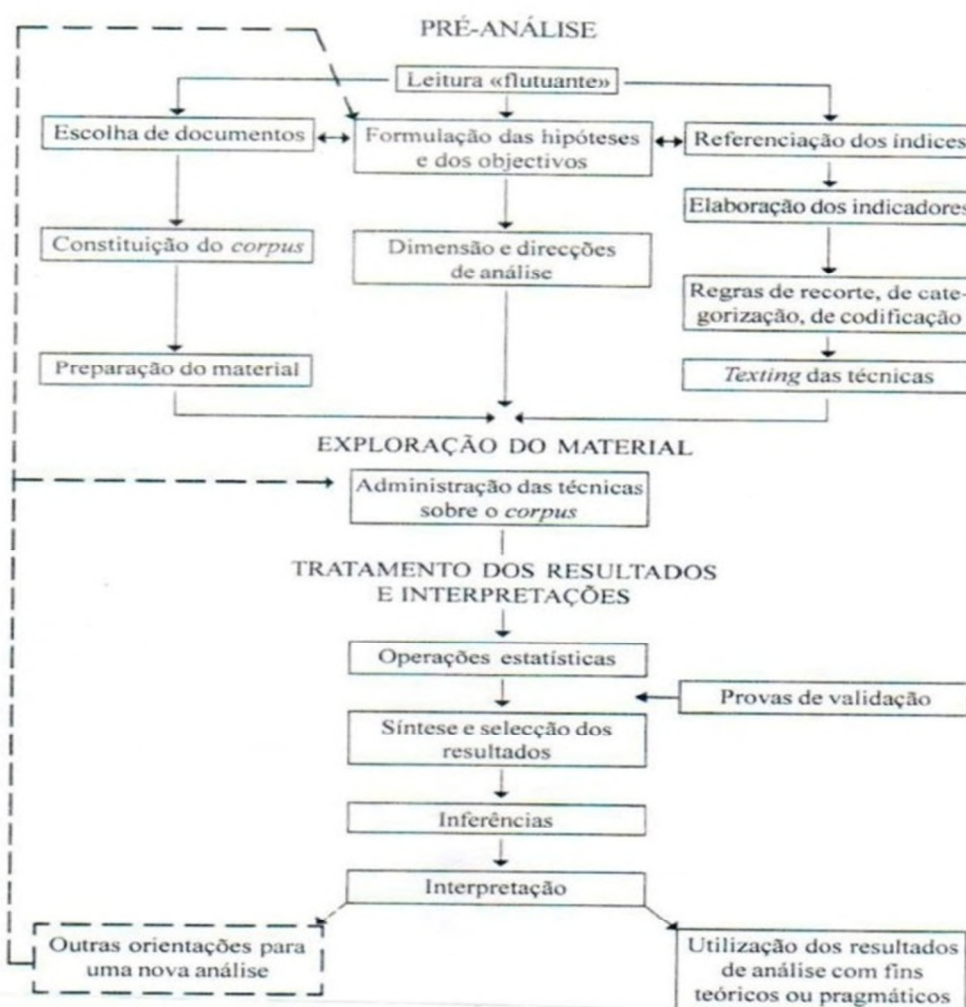 PRÉ-ANÁLISE
Leitura «flutuante»
Escolha de documentos
Formulação das hipóteses
e dos objectivos
Referenciação dos índices
Elaboração dos indicadores
Constituição do corpus
Dimensão e direcções
de análise
Regras de recorte, de cate-
gorização, de codificação
Preparação do material
Texting das técnicas
EXPLORAÇÃO DO MATERIAL
Administração das técnicas
sobre o corpus
TRATAMENTO DOS RESULTADOS
E INTERPRETAÇÕES
Operações estatísticas
Provas de validação
Síntese e selecção dos
resultados
Inferências
Interpretação
Outras orientações para
uma nova análise
Utilização dos resultados
de análise com fins
teóricos ou pragmáticos